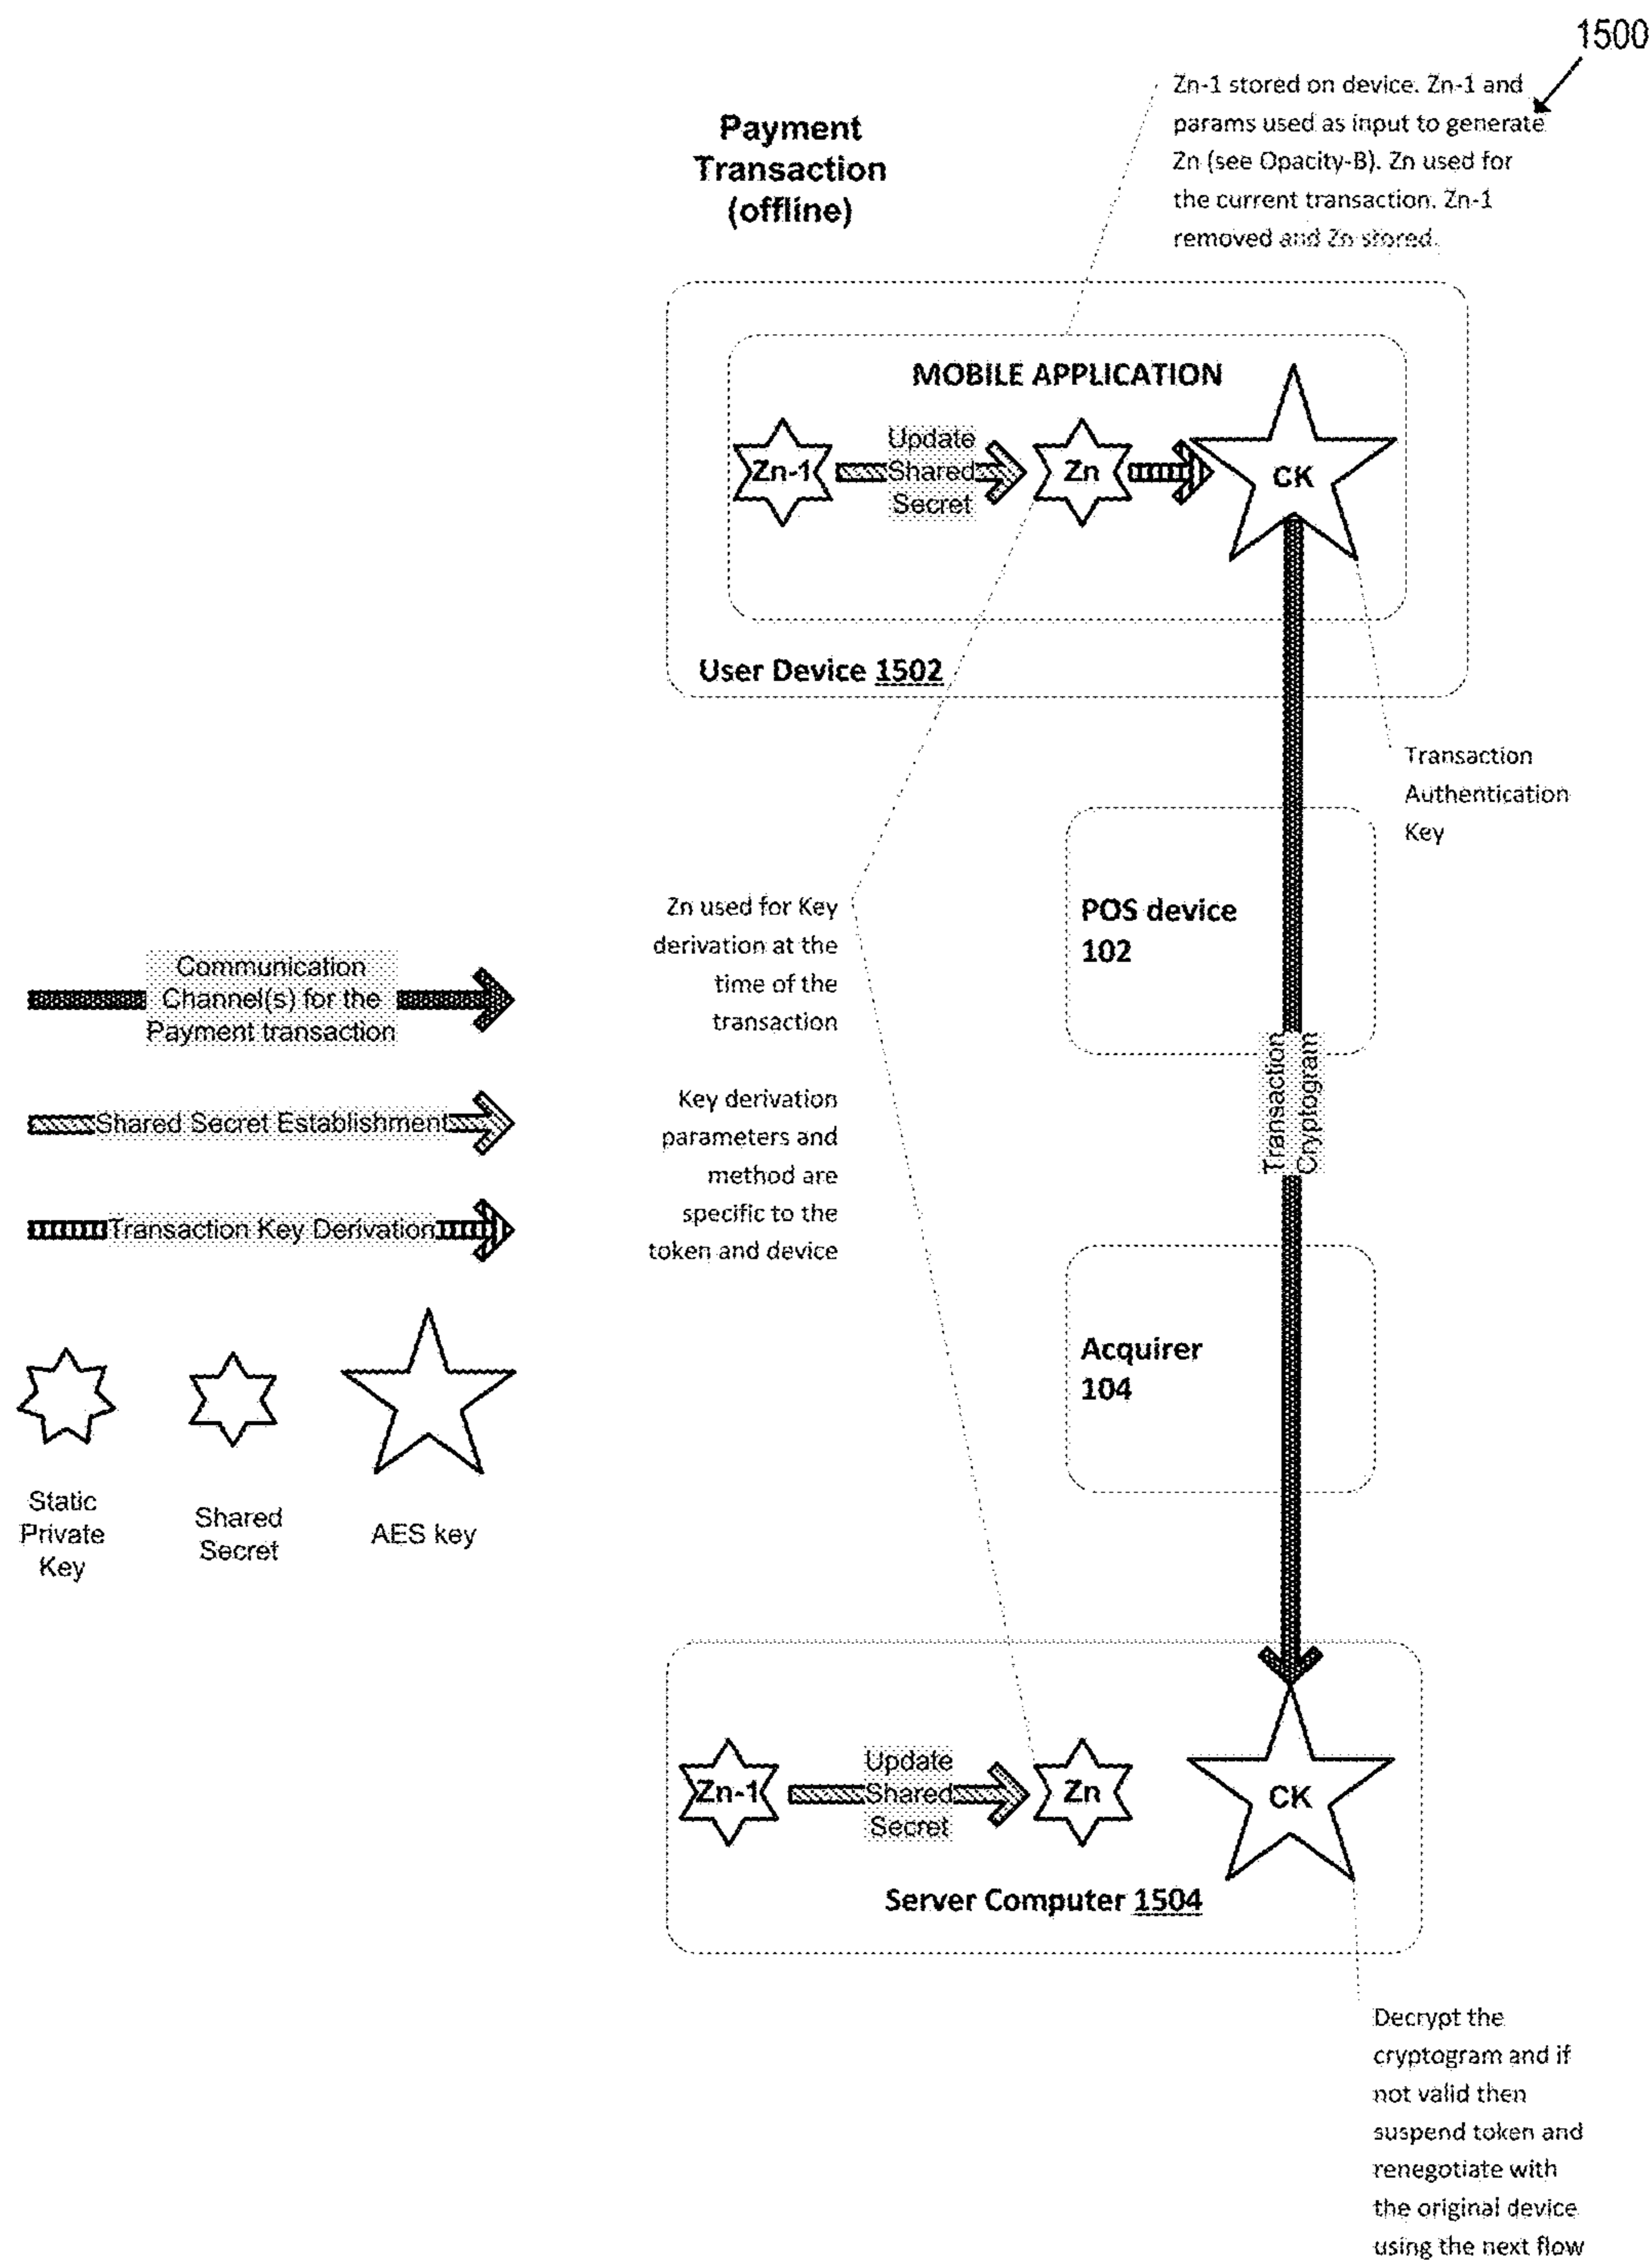 1500
Zn-1 stored on device. Zn-1 and
params used as input to generate
Zn (see Opacity-B). Zn used for
the current transaction. Zn-1
removed and Zn stored.
Payment
Transaction
(offline)
MOBILE APPLICATION
Zn-1
Update
Shared
Secret
Zn
CK
User Device 1502
Transaction
Authentication
Key
POS device
102
Zn used for Key
derivation at the
time of the
transaction
Key derivation
parameters and
method are
specific to the
token and device
Communication
Channel(s) for the
Payment transaction
Shared Secret Establishment
Transaction Key Derivation
Static
Private
Key
Shared
Secret
AES key
Transaction
Cryptogram
Acquirer
104
Zn-1
Update
Shared
Secret
Zn
CK
Server Computer 1504
Decrypt the
cryptogram and if
not valid then
suspend token and
renegotiate with
the original device
using the next flow